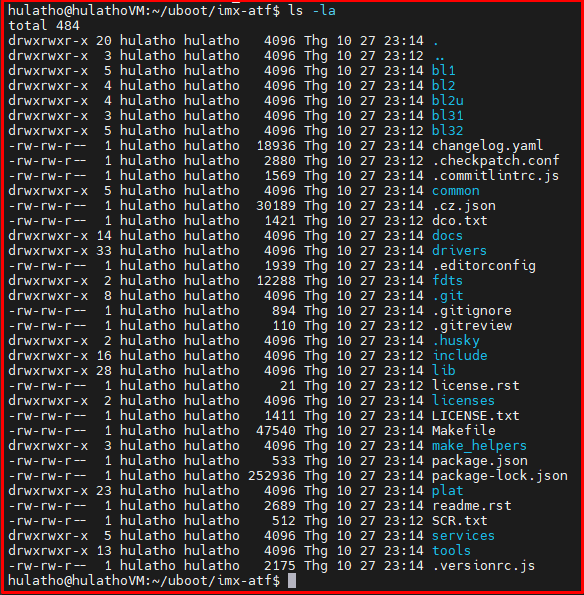 hulatho@hulathoVM:~/uboot/imx-atf$ ls -la
total 484
drwxrwxr-x 20 hulatho hulatho   4096 Thg 10 27 23:14 .
drwxrwxr-x  3 hulatho hulatho   4096 Thg 10 27 23:12 ..
drwxrwxr-x  5 hulatho hulatho   4096 Thg 10 27 23:14 bl1
drwxrwxr-x  4 hulatho hulatho   4096 Thg 10 27 23:14 bl2
drwxrwxr-x  4 hulatho hulatho   4096 Thg 10 27 23:14 bl2u
drwxrwxr-x  3 hulatho hulatho   4096 Thg 10 27 23:14 bl31
drwxrwxr-x  5 hulatho hulatho   4096 Thg 10 27 23:12 bl32
-rw-rw-r--  1 hulatho hulatho  18936 Thg 10 27 23:14 changelog.yaml
-rw-rw-r--  1 hulatho hulatho   2880 Thg 10 27 23:12 .checkpatch.conf
-rw-rw-r--  1 hulatho hulatho   1569 Thg 10 27 23:14 .commitlintrc.js
drwxrwxr-x  5 hulatho hulatho   4096 Thg 10 27 23:14 common
-rw-rw-r--  1 hulatho hulatho  30189 Thg 10 27 23:14 .cz.json
-rw-rw-r--  1 hulatho hulatho   1421 Thg 10 27 23:12 dco.txt
drwxrwxr-x 14 hulatho hulatho   4096 Thg 10 27 23:14 docs
drwxrwxr-x 33 hulatho hulatho   4096 Thg 10 27 23:14 drivers
-rw-rw-r--  1 hulatho hulatho   1939 Thg 10 27 23:14 .editorconfig
drwxrwxr-x  2 hulatho hulatho  12288 Thg 10 27 23:14 fdts
drwxrwxr-x  8 hulatho hulatho   4096 Thg 10 27 23:14 .git
-rw-rw-r--  1 hulatho hulatho    894 Thg 10 27 23:14 .gitignore
-rw-rw-r--  1 hulatho hulatho    110 Thg 10 27 23:12 .gitreview
drwxrwxr-x  2 hulatho hulatho   4096 Thg 10 27 23:14 .husky
drwxrwxr-x 16 hulatho hulatho   4096 Thg 10 27 23:12 include
drwxrwxr-x 28 hulatho hulatho   4096 Thg 10 27 23:14 lib
-rw-rw-r--  1 hulatho hulatho     21 Thg 10 27 23:12 license.rst
drwxrwxr-x  2 hulatho hulatho   4096 Thg 10 27 23:14 licenses
-rw-rw-r--  1 hulatho hulatho   1411 Thg 10 27 23:14 LICENSE.txt
-rw-rw-r--  1 hulatho hulatho  47540 Thg 10 27 23:14 Makefile
drwxrwxr-x  3 hulatho hulatho   4096 Thg 10 27 23:14 make_helpers
-rw-rw-r--  1 hulatho hulatho    533 Thg 10 27 23:14 package.json
-rw-rw-r--  1 hulatho hulatho 252936 Thg 10 27 23:14 package-lock.json
drwxrwxr-x 23 hulatho hulatho   4096 Thg 10 27 23:14 plat
-rw-rw-r--  1 hulatho hulatho   2689 Thg 10 27 23:14 readme.rst
-rw-rw-r--  1 hulatho hulatho    512 Thg 10 27 23:14 SCR.txt
drwxrwxr-x  5 hulatho hulatho   4096 Thg 10 27 23:14 services
drwxrwxr-x 13 hulatho hulatho   4096 Thg 10 27 23:14 tools
-rw-rw-r--  1 hulatho hulatho   2175 Thg 10 27 23:14 .versionrc.js
hulatho@hulathoVM:~/uboot/imx-atf$